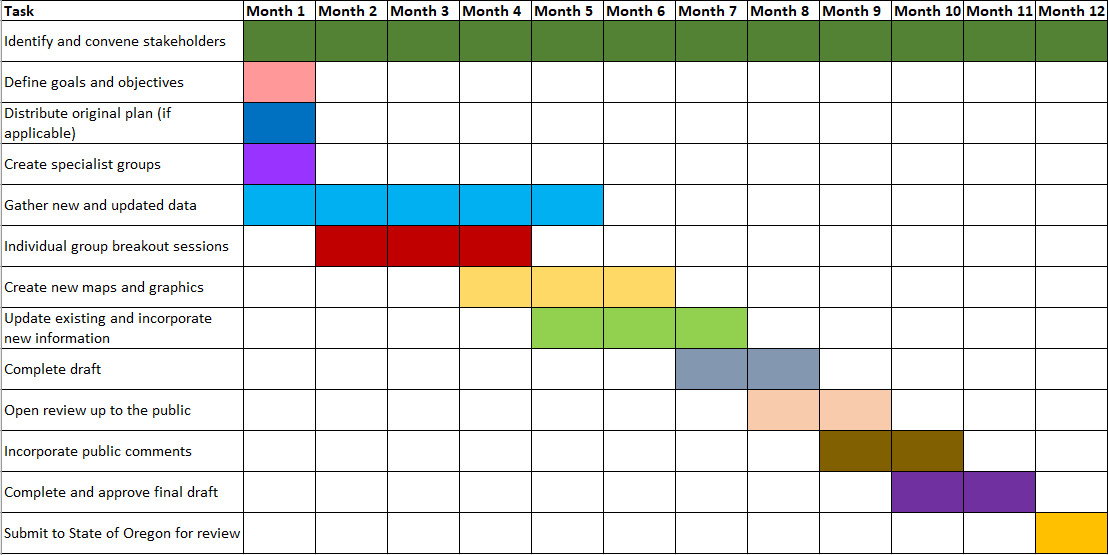 Task Month 1 Month 2 Month 3 Month 4 Month 5 Month 6 Month 7 Month 8 Month 9 Month 10 Month 11 Month 12
Identify and convene stakeholders
Define goals and objectives
Distribute original plan (if
applicable)
Create specialist groups
Gather new and updated data
Individual group breakout sessions
Create new maps and graphics
Update existing and incorporate
new information
Complete draft
Open review up to the public
Incorporate public comments
Complete and approve final draft
Submit to State of Oregon for review